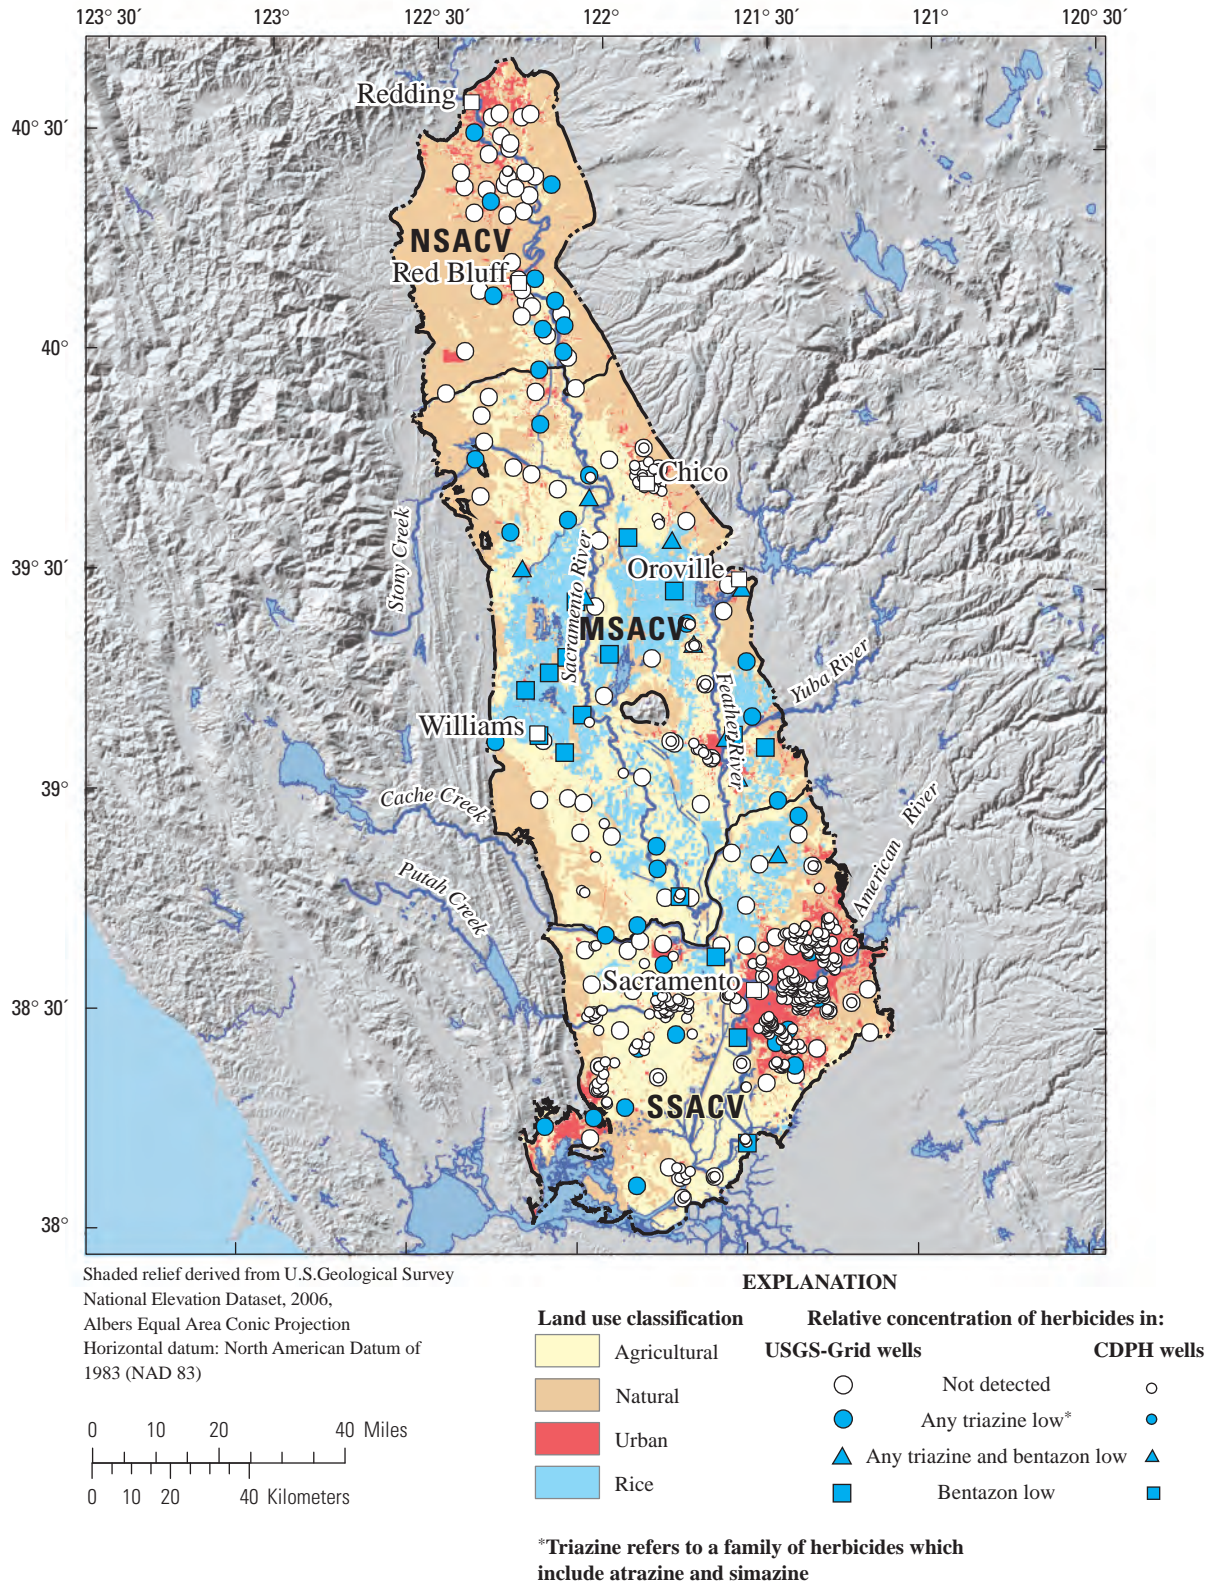 123° 30´ 123° 122° 30´ 122° 121° 30´ 121° 120° 30´
Redding
40° 30´
NSACV
Red Bluff
40°
Chico
Stony Creek
Sacramento River
39° 30´
Oroville
MSACV
Yuba River
Feather River
Williams
39°
Cache Creek
American River
Putah Creek
Sacramento
38° 30´
SSACV
38°
Shaded relief derived from U.S.Geological Survey
National Elevation Dataset, 2006,
Albers Equal Area Conic Projection
Horizontal datum: North American Datum of
1983 (NAD 83)
0 10 20 40 Miles
0 10 20 40 Kilometers
EXPLANATION
Land use classification
Agricultural
Natural
Urban
Rice
Relative concentration of herbicides in:
USGS-Grid wells CDPH wells
Not detected
Any triazine low*
Any triazine and bentazon low
Bentazon low
*Triazine refers to a family of herbicides which
include atrazine and simazine